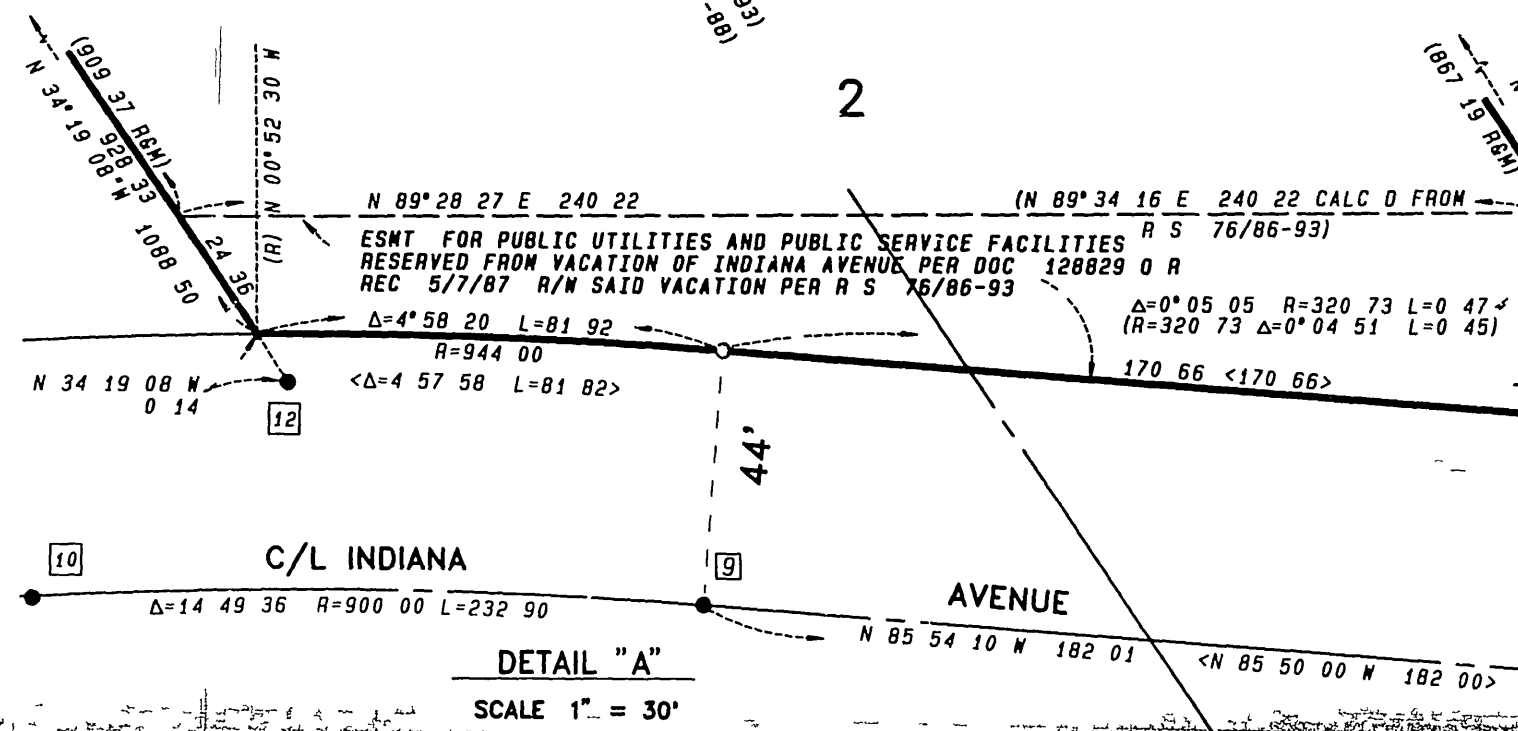 93)
-88)
2
(909 37 R&M)
928 33
N 34° 19 08" W 1088 50
24 36
(R) N 00° 52 30 W
(867 19 R&M)
N 89° 28 27 E 240 22
(N 89° 34 16 E 240 22 CALC D FROM
R S 76/86-93)
ESMT FOR PUBLIC UTILITIES AND PUBLIC SERVICE FACILITIES
RESERVED FROM VACATION OF INDIANA AVENUE PER DOC 128829 O R
REC 5/7/87 R/W SAID VACATION PER R S 76/86-93
Δ=0° 05 05 R=320 73 L=0 47
(R=320 73 Δ=0° 04 51 L=0 45)
Δ=4° 58 20 L=81 92
R=944 00
<Δ=4 57 58 L=81 82>
170 66 <170 66>
N 34 19 08 W
0 14
12
44'
10
C/L INDIANA
9
AVENUE
Δ=14 49 36 R=900 00 L=232 90
N 85 54 10 W 182 01
<N 85 50 00 W 182 00>
DETAIL "A"
SCALE 1" = 30'